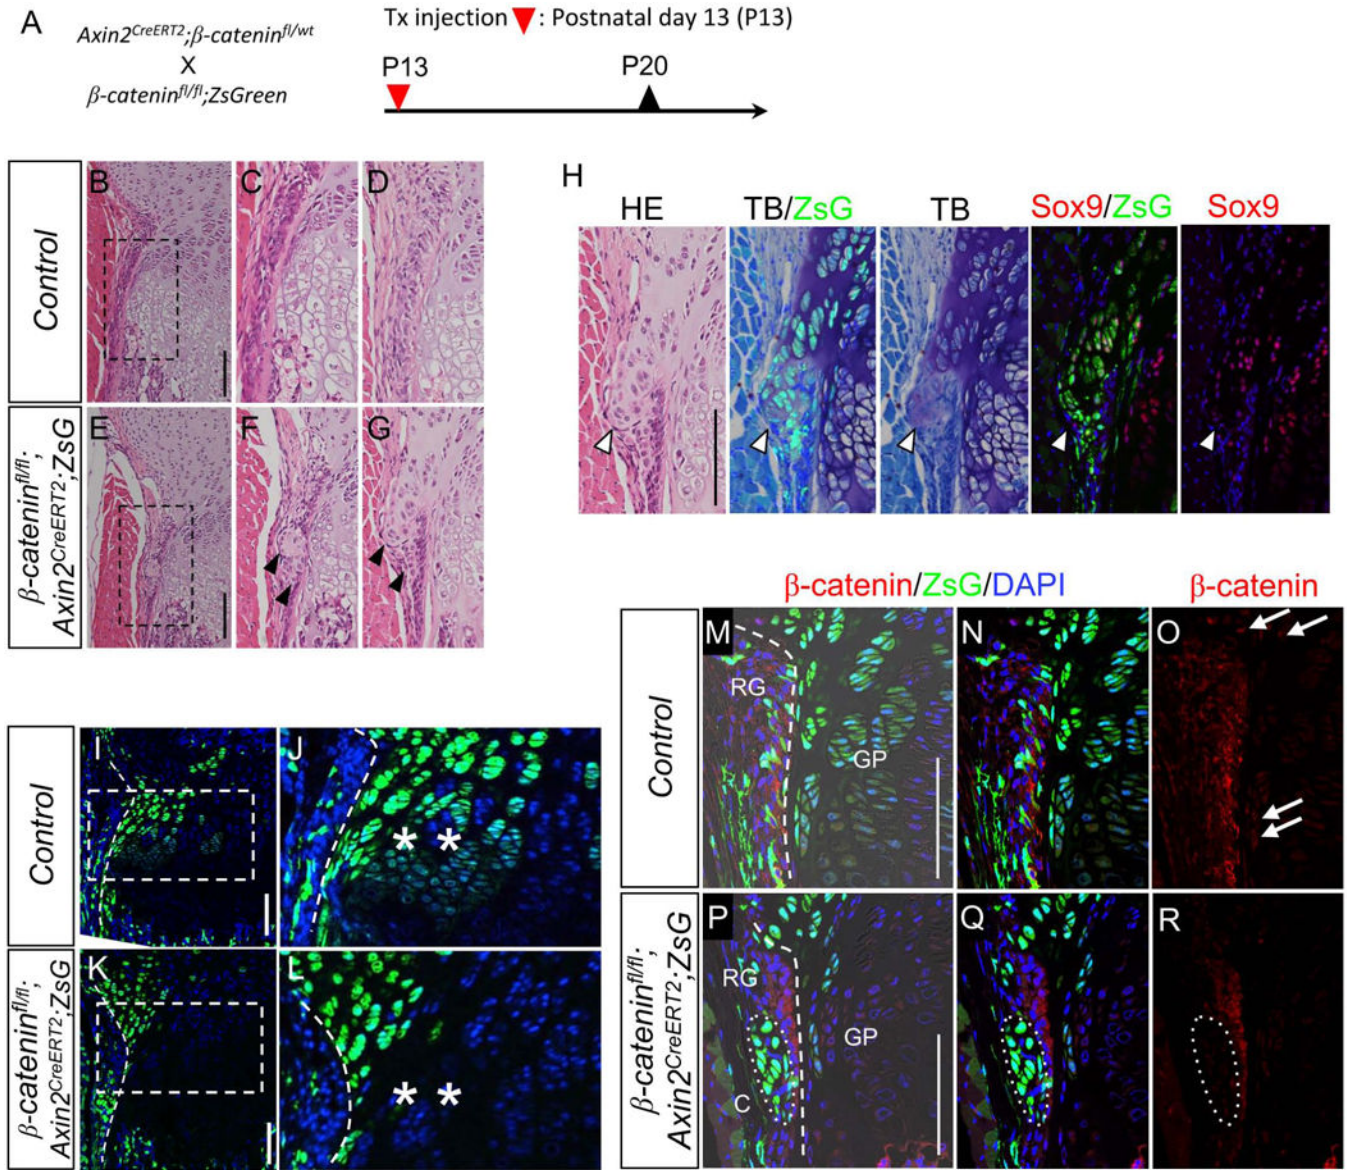 A
Axin2CreERT2;β-cateninfl/wt
X
β-cateninfl/fl;ZsGreen
Tx injection : Postnatal day 13 (P13)
P13
P20
Control
B
C
D
β-cateninfl/fl;
Axin2CreERT2;ZsG
E
F
G
H
HE
TB/ZsG
TB
Sox9/ZsG
Sox9
Control
I
J
* *
β-cateninfl/fl;
Axin2CreERT2;ZsG
K
L
* *
β-catenin/ZsG/DAPI
β-catenin
Control
M
RG
GP
N
O
β-cateninfl/fl;
Axin2CreERT2;ZsG
P
RG
GP
C
Q
R